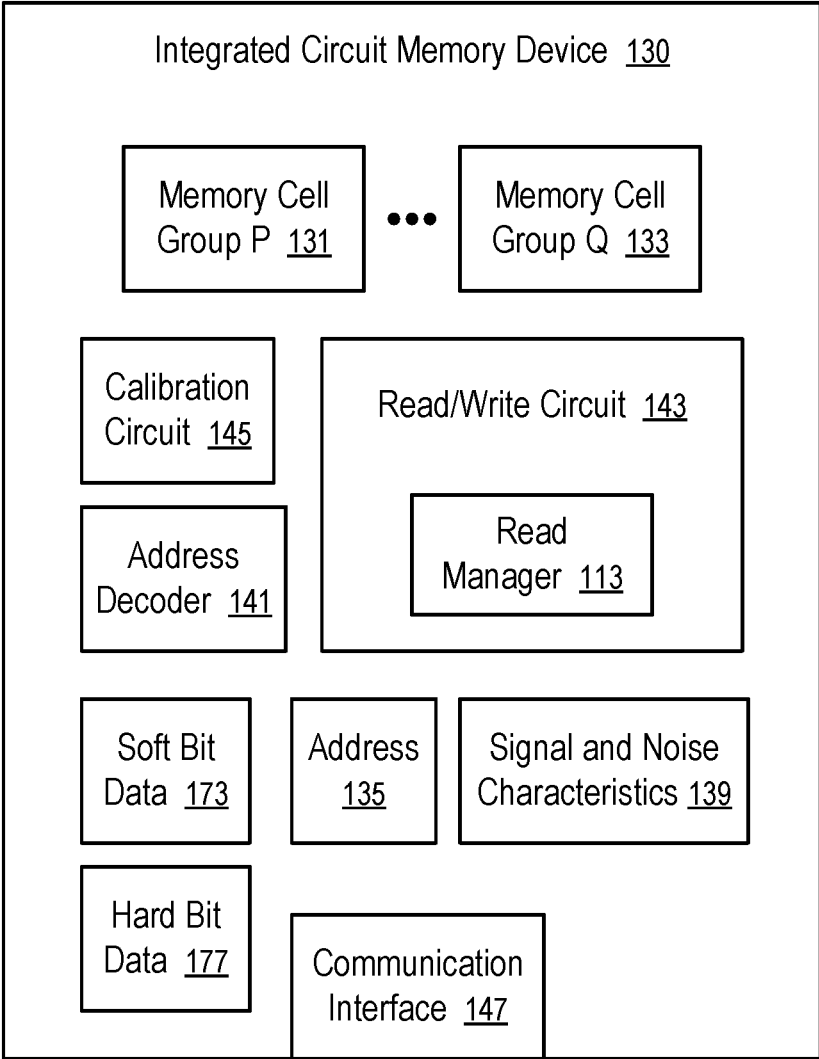 Integrated Circuit Memory Device 130
Memory Cell
Group P 131
Memory Cell
Group Q 133
Calibration
Circuit 145
Read/Write Circuit 143
Read
Manager 113
Address
Decoder 141
Soft Bit
Data 173
Address
135
Signal and Noise
Characteristics 139
Hard Bit
Data 177
Communication
Interface 147